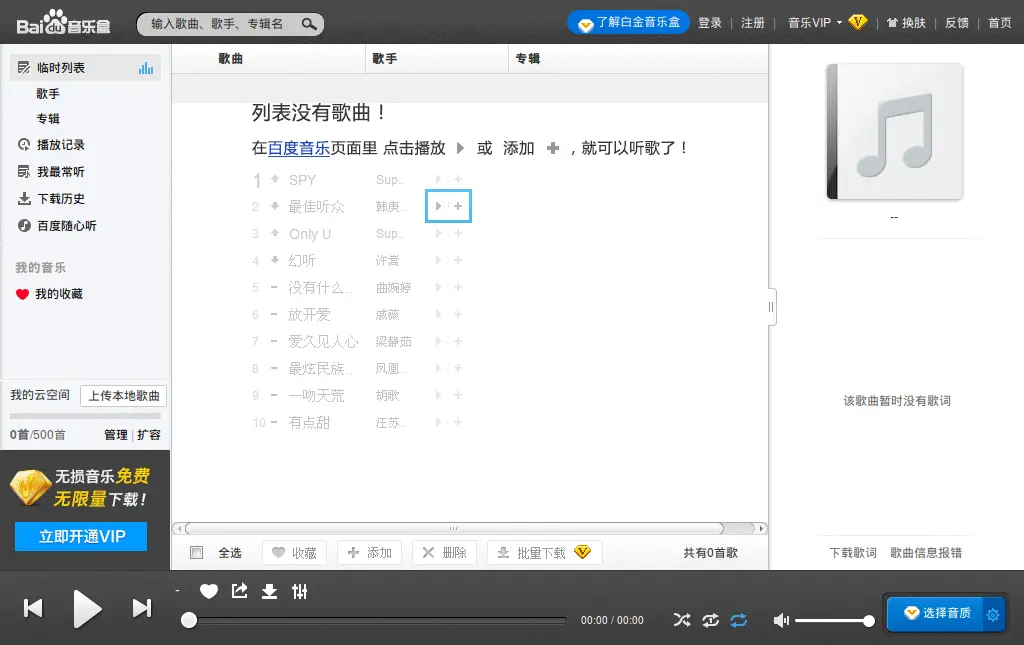 Bai du 音乐盒
输入歌曲、歌手、专辑名
了解白金音乐盒 登录 | 注册 | 音乐VIP | 换肤 | 反馈 | 首页
临时列表
歌手
专辑
播放记录
我最常听
下载历史
百度随心听
我的音乐
我的收藏
我的云空间 上传本地歌曲
0首/500首 管理 | 扩容
无损音乐免费
无限量下载!
立即开通VIP
歌曲 歌手 专辑
列表没有歌曲！
在百度音乐页面里 点击播放 或 添加 ，就可以听歌了！
1 SPY Sup..
2 最佳听众 韩庚..
3 Only U Sup..
4 幻听 许嵩
5 - 没有什么.. 曲婉婷
6 - 放开爱 戚薇
7 - 爱久见人心 梁静茹
8 - 最炫民族.. 凤凰..
9 - 一吻天荒 胡歌
10 - 有点甜 汪苏..
全选 收藏 添加 删除 批量下载 共有0首歌
--
该歌曲暂时没有歌词
下载歌词 歌曲信息报错
-
00:00 / 00:00
选择音质